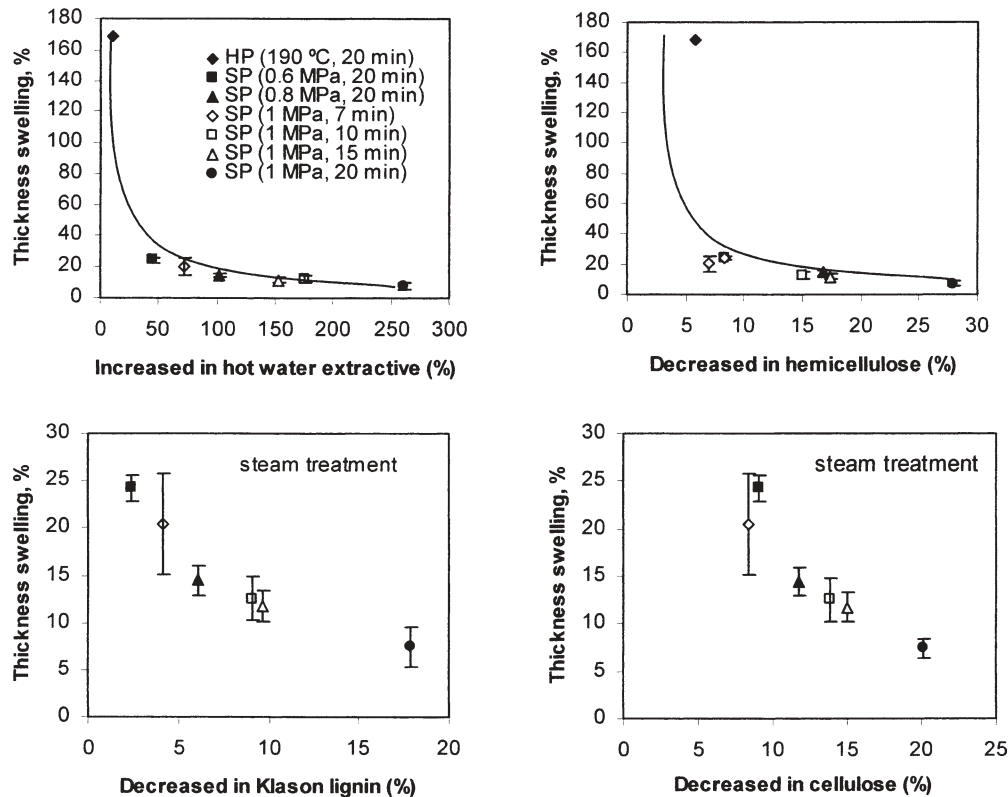 Thickness swelling, %
180
160
140
120
100
80
60
40
20
0
HP (190 ºC, 20 min)
SP (0.6 MPa, 20 min)
SP (0.8 MPa, 20 min)
SP (1 MPa, 7 min)
SP (1 MPa, 10 min)
SP (1 MPa, 15 min)
SP (1 MPa, 20 min)
0 50 100 150 200 250 300
Increased in hot water extractive (%)
Thickness swelling, %
180
160
140
120
100
80
60
40
20
0
0 5 10 15 20 25 30
Decreased in hemicellulose (%)
Thickness swelling, %
30
25
20
15
10
5
0
steam treatment
0 5 10 15 20
Decreased in Klason lignin (%)
Thickness swelling, %
30
25
20
15
10
5
0
steam treatment
0 5 10 15 20 25
Decreased in cellulose (%)